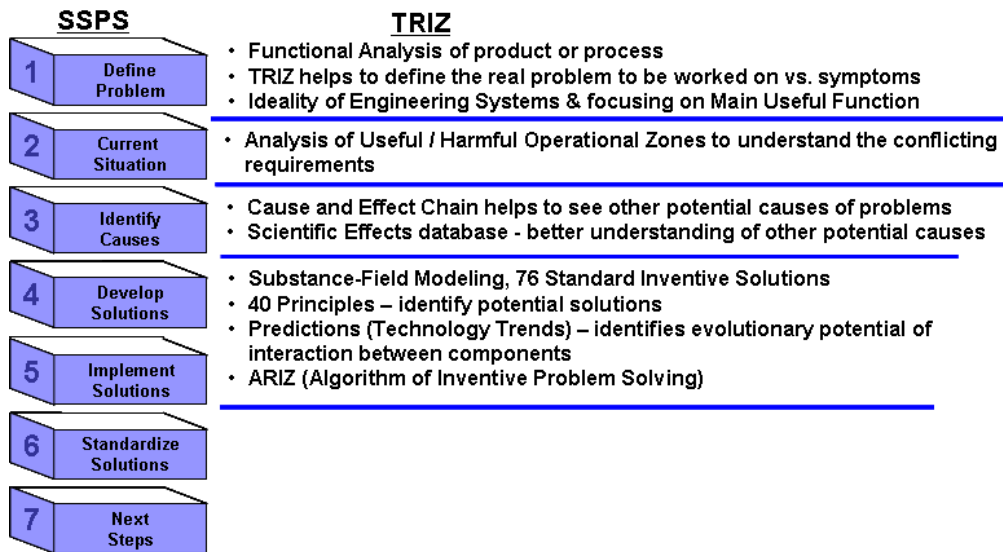 SSPS
TRIZ
1
Define
Problem
• Functional Analysis of product or process
• TRIZ helps to define the real problem to be worked on vs. symptoms
• Ideality of Engineering Systems & focusing on Main Useful Function
2
Current
Situation
• Analysis of Useful / Harmful Operational Zones to understand the conflicting
requirements
3
Identify
Causes
• Cause and Effect Chain helps to see other potential causes of problems
• Scientific Effects database - better understanding of other potential causes
4
Develop
Solutions
• Substance-Field Modeling, 76 Standard Inventive Solutions
• 40 Principles – identify potential solutions
• Predictions (Technology Trends) – identifies evolutionary potential of
interaction between components
• ARIZ (Algorithm of Inventive Problem Solving)
5
Implement
Solutions
6
Standardize
Solutions
7
Next
Steps